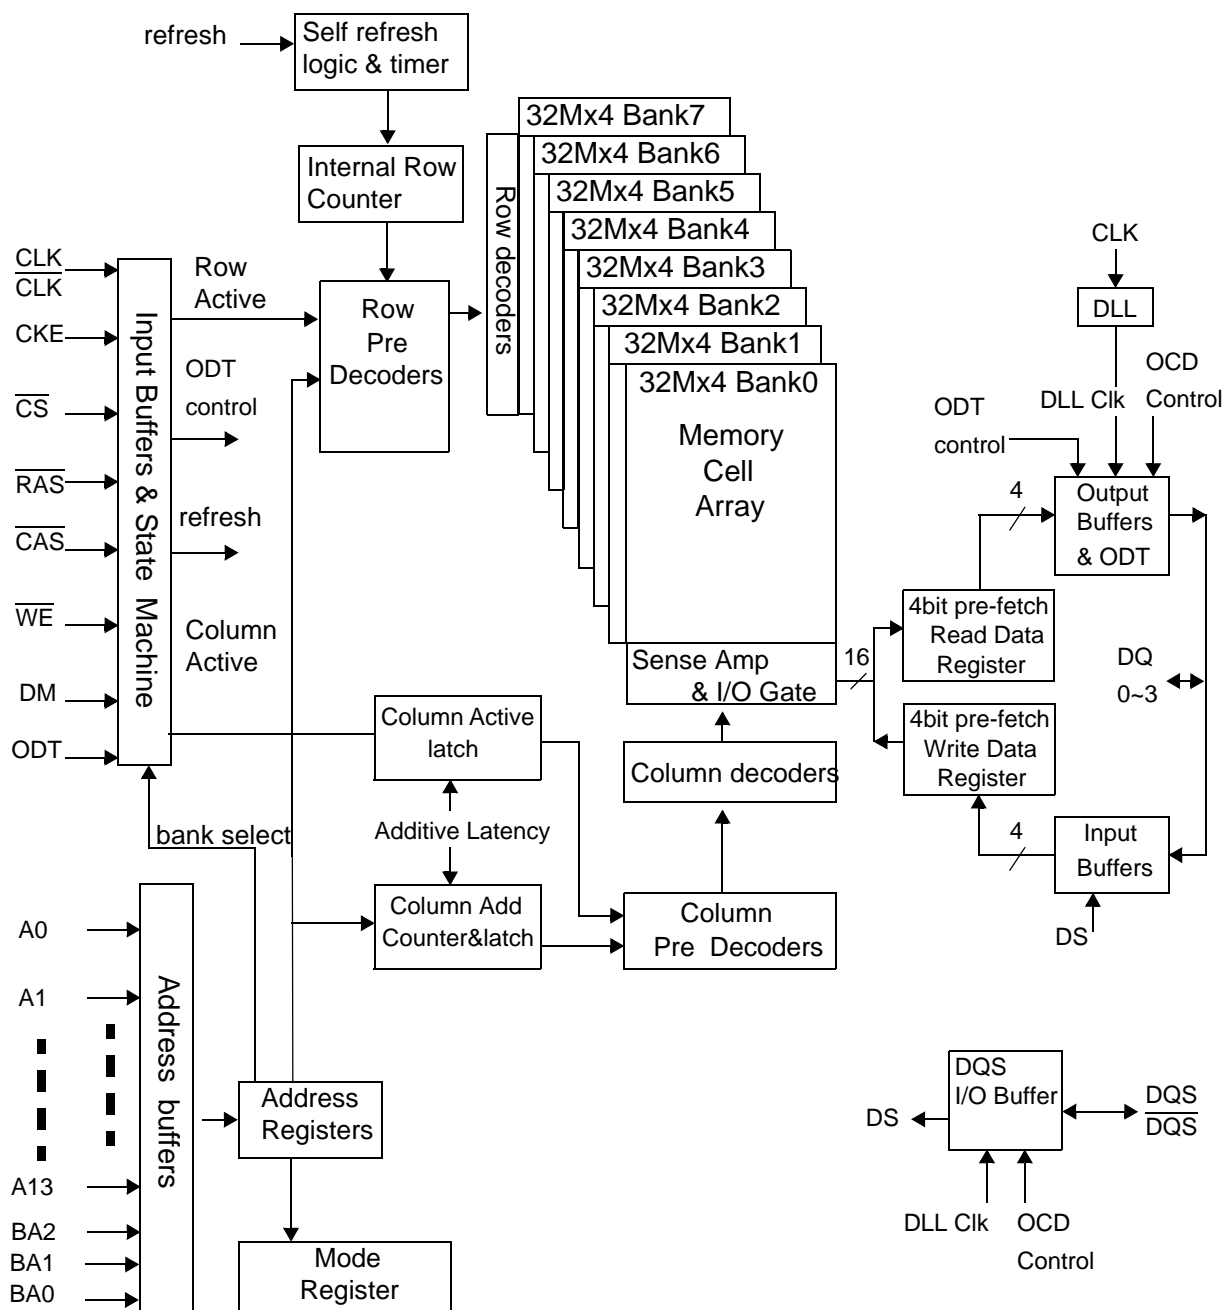 refresh
Self refresh
logic & timer
32Mx4 Bank7
32Mx4 Bank6
32Mx4 Bank5
32Mx4 Bank4
32Mx4 Bank3
32Mx4 Bank2
32Mx4 Bank1
32Mx4 Bank0
Memory
Cell
Array
Internal Row
Counter
Row decoders
CLK
CLK
CKE
CS
RAS
CAS
WE
DM
ODT
Input Buffers & State Machine
Row
Active
ODT
control
refresh
Column
Active
Row
Pre
Decoders
CLK
DLL
OCD
Control
DLL Clk
ODT
control
4
Output
Buffers
& ODT
4bit pre-fetch
Read Data
Register
16
Sense Amp
& I/O Gate
DQ
0~3
4bit pre-fetch
Write Data
Register
Column Active
latch
Column decoders
bank select
Additive Latency
4
Input
Buffers
DS
Column Add
Counter&latch
Column
Pre Decoders
A0
A1
A13
BA2
BA1
BA0
Address buffers
Address
Registers
Mode
Register
DQS
I/O Buffer
DS
DQS
DQS
DLL Clk
OCD
Control